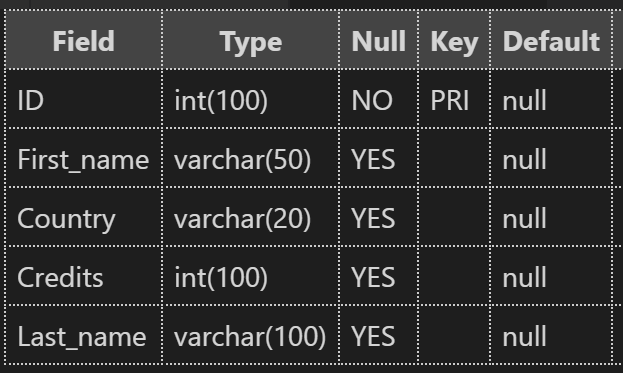 Field Type Null Key Default
ID int(100) NO PRI null
First_name varchar(50) YES null
Country varchar(20) YES null
Credits int(100) YES null
Last_name varchar(100) YES null